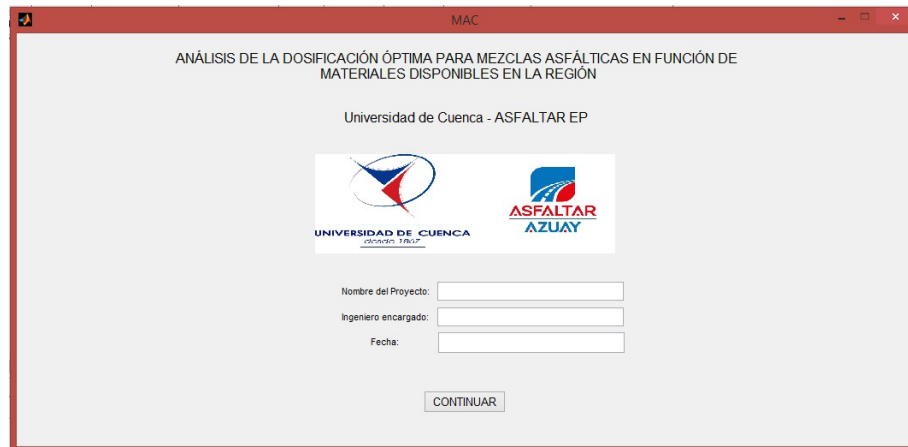 MAC
ANÁLISIS DE LA DOSIFICACIÓN ÓPTIMA PARA MEZCLAS ASFÁLTICAS EN FUNCIÓN DE
MATERIALES DISPONIBLES EN LA REGIÓN
Universidad de Cuenca - ASFALTAR EP
UNIVERSIDAD DE CUENCA
desde 1867
ASFALTAR
AZUAY
Nombre del Proyecto:
Ingeniero encargado:
Fecha:
CONTINUAR